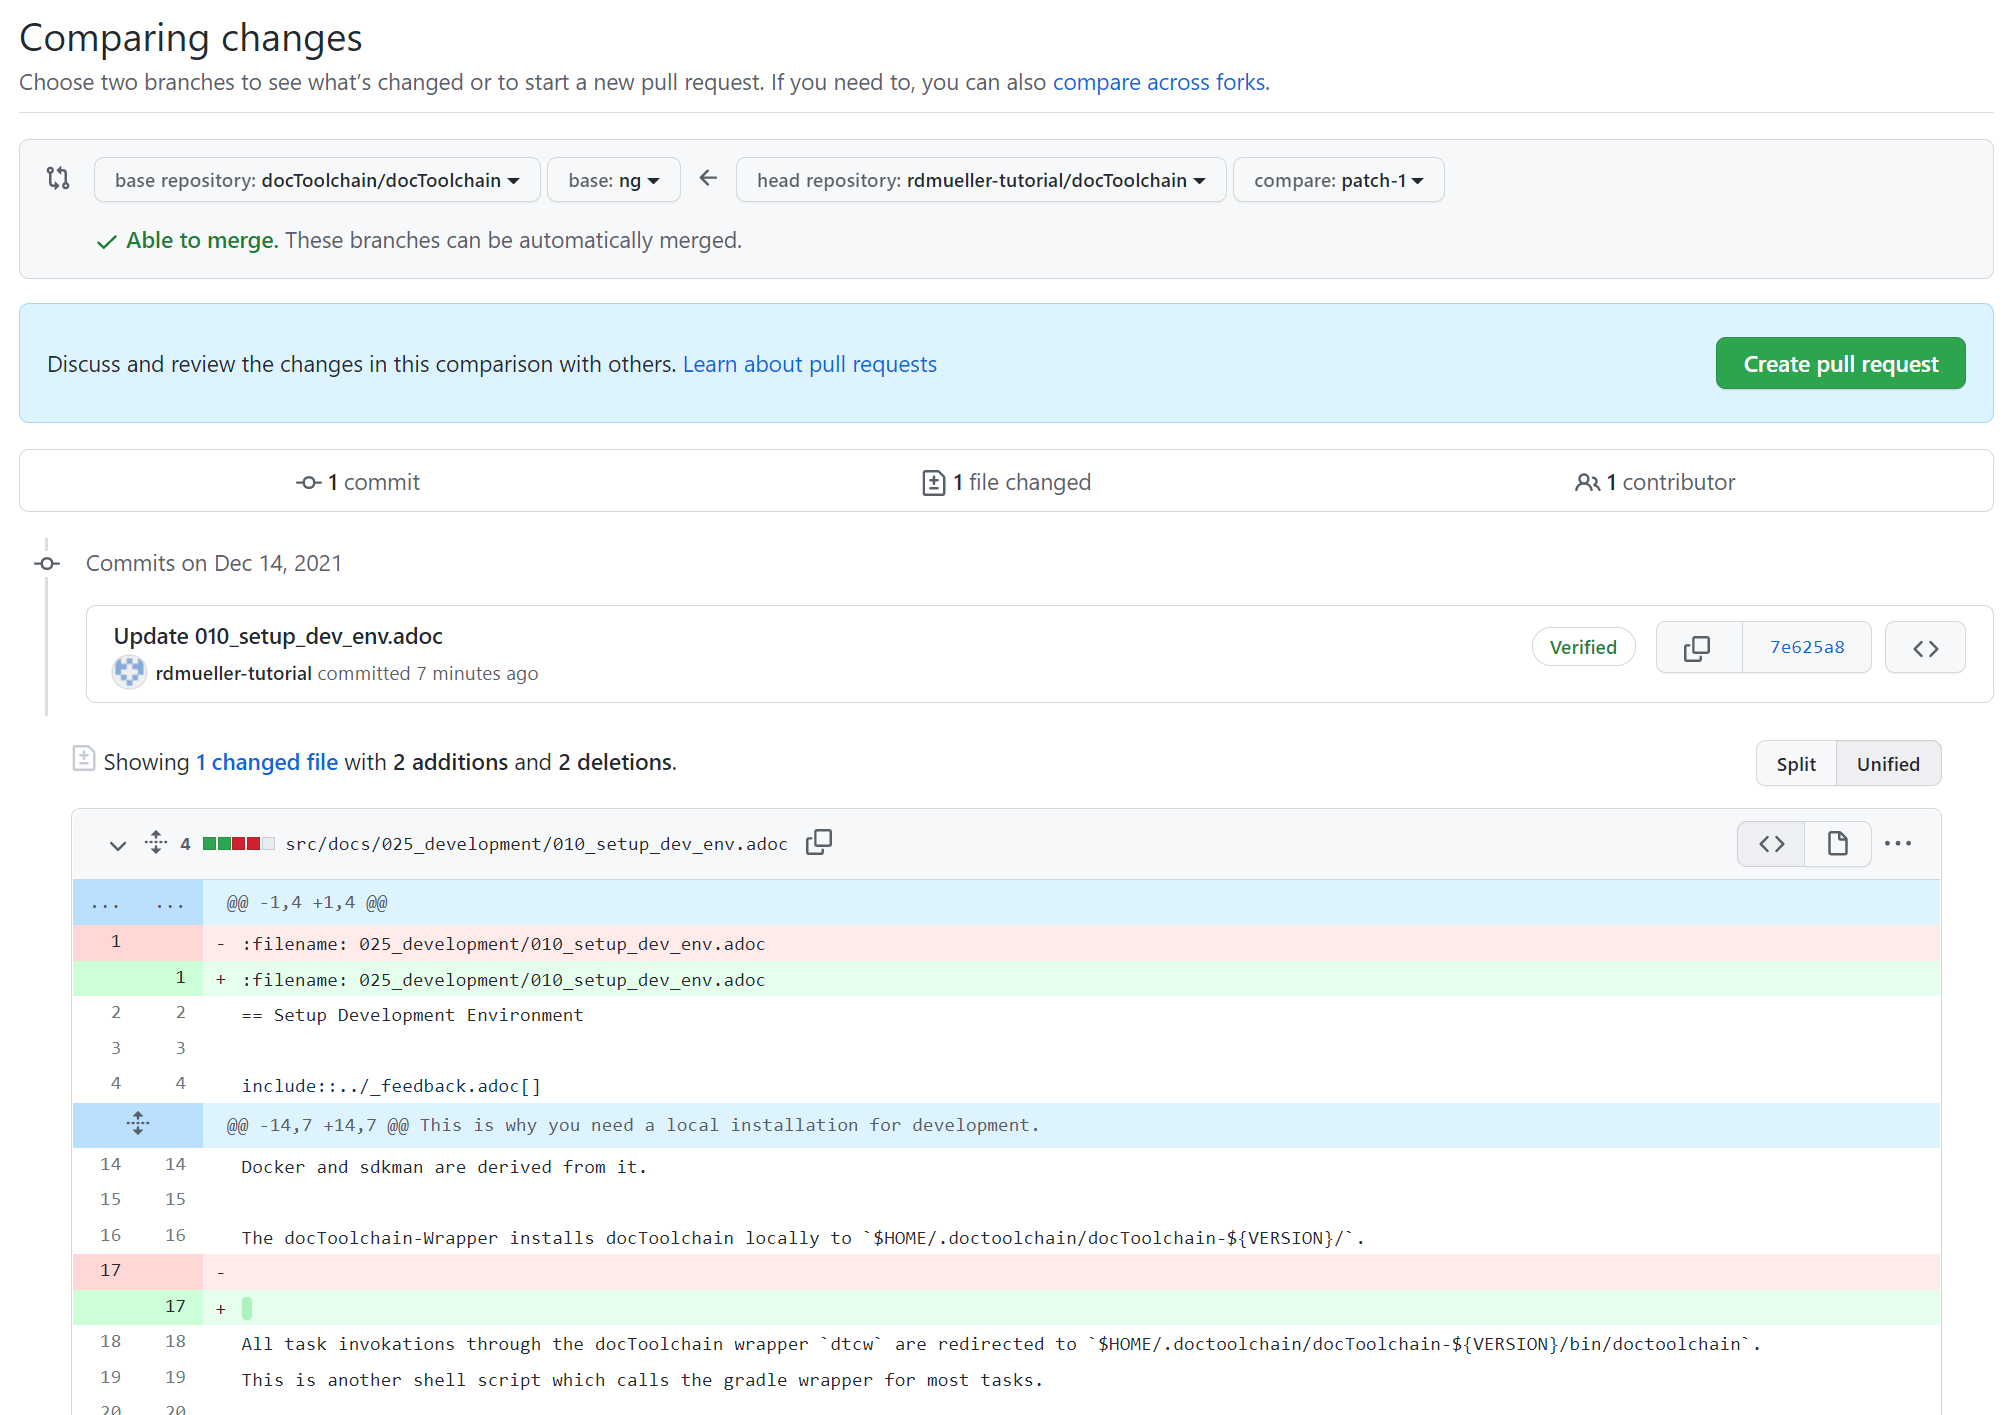 Comparing changes
Choose two branches to see what’s changed or to start a new pull request. If you need to, you can also compare across forks.
base repository: docToolchain/docToolchain base: ng head repository: rdmueller-tutorial/docToolchain compare: patch-1
Able to merge. These branches can be automatically merged.
Discuss and review the changes in this comparison with others. Learn about pull requests Create pull request
1 commit 1 file changed 1 contributor
Commits on Dec 14, 2021
Update 010_setup_dev_env.adoc
rdmueller-tutorial committed 7 minutes ago
Verified 7e625a8
Showing 1 changed file with 2 additions and 2 deletions. Split Unified
4 src/docs/025_development/010_setup_dev_env.adoc
... ... @@ -1,4 +1,4 @@
1 - :filename: 025_development/010_setup_dev_env.adoc
1 + :filename: 025_development/010_setup_dev_env.adoc
2 2 == Setup Development Environment
3 3
4 4 include::../_feedback.adoc[]
@@ -14,7 +14,7 @@ This is why you need a local installation for development.
14 14 Docker and sdkman are derived from it.
15 15
16 16 The docToolchain-Wrapper installs docToolchain locally to `$HOME/.doctoolchain/docToolchain-${VERSION}/`.
17 -
17 +
18 18 All task invokations through the docToolchain wrapper `dtcw` are redirected to `$HOME/.doctoolchain/docToolchain-${VERSION}/bin/doctoolchain`.
19 19 This is another shell script which calls the gradle wrapper for most tasks.
20 20